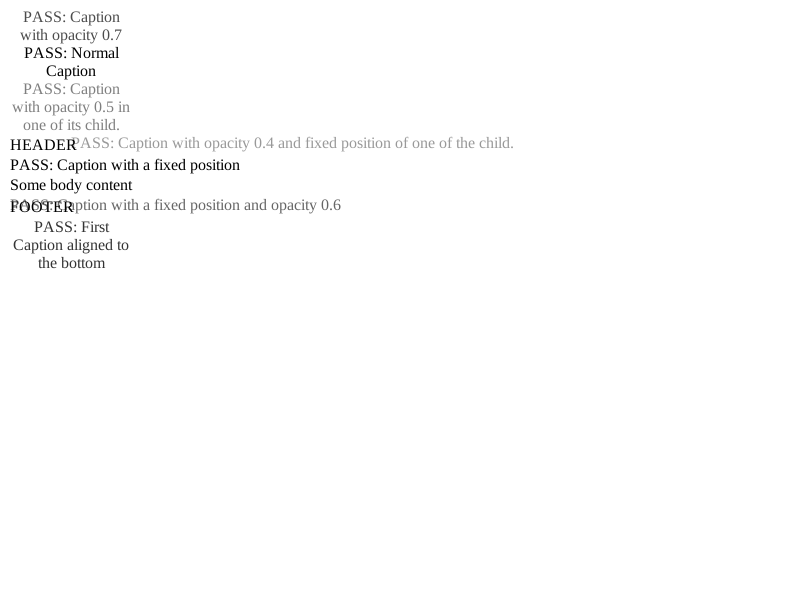 PASS: Caption
with opacity 0.7
PASS: Normal
Caption
PASS: Caption
with opacity 0.5 in
one of its child.
HEADER
PASS: Caption with opacity 0.4 and fixed position of one of the child.
PASS: Caption with a fixed position
Some body content
PASS: Caption with a fixed position and opacity 0.6
FOOTER
PASS: First
Caption aligned to
the bottom